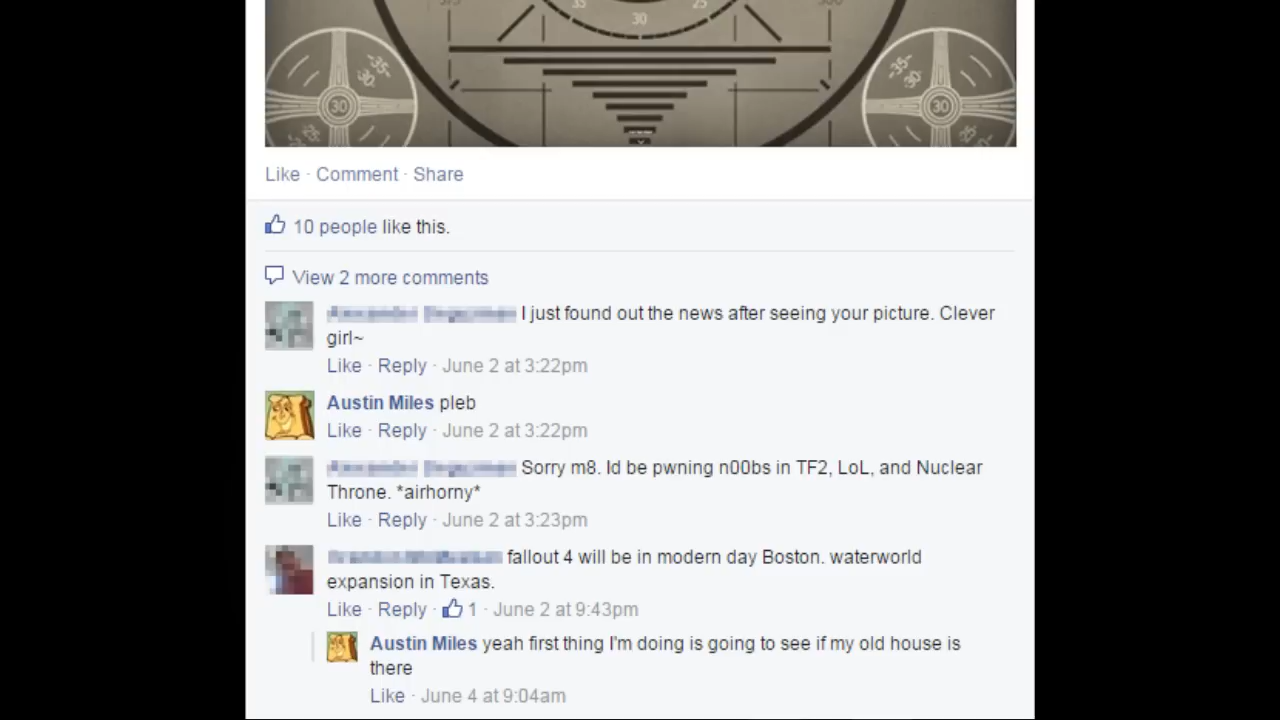 35 30 25
-35- 30 30 25
-35- 30 30 25
Like · Comment · Share
10 people like this.
View 2 more comments
I just found out the news after seeing your picture. Clever
girl~
Like · Reply · June 2 at 3:22pm
Austin Miles pleb
Like · Reply · June 2 at 3:22pm
Sorry m8. Id be pwning n00bs in TF2, LoL, and Nuclear
Throne. *airhorny*
Like · Reply · June 2 at 3:23pm
fallout 4 will be in modern day Boston. waterworld
expansion in Texas.
Like · Reply · 1 · June 2 at 9:43pm
Austin Miles yeah first thing I'm doing is going to see if my old house is
there
Like · June 4 at 9:04am